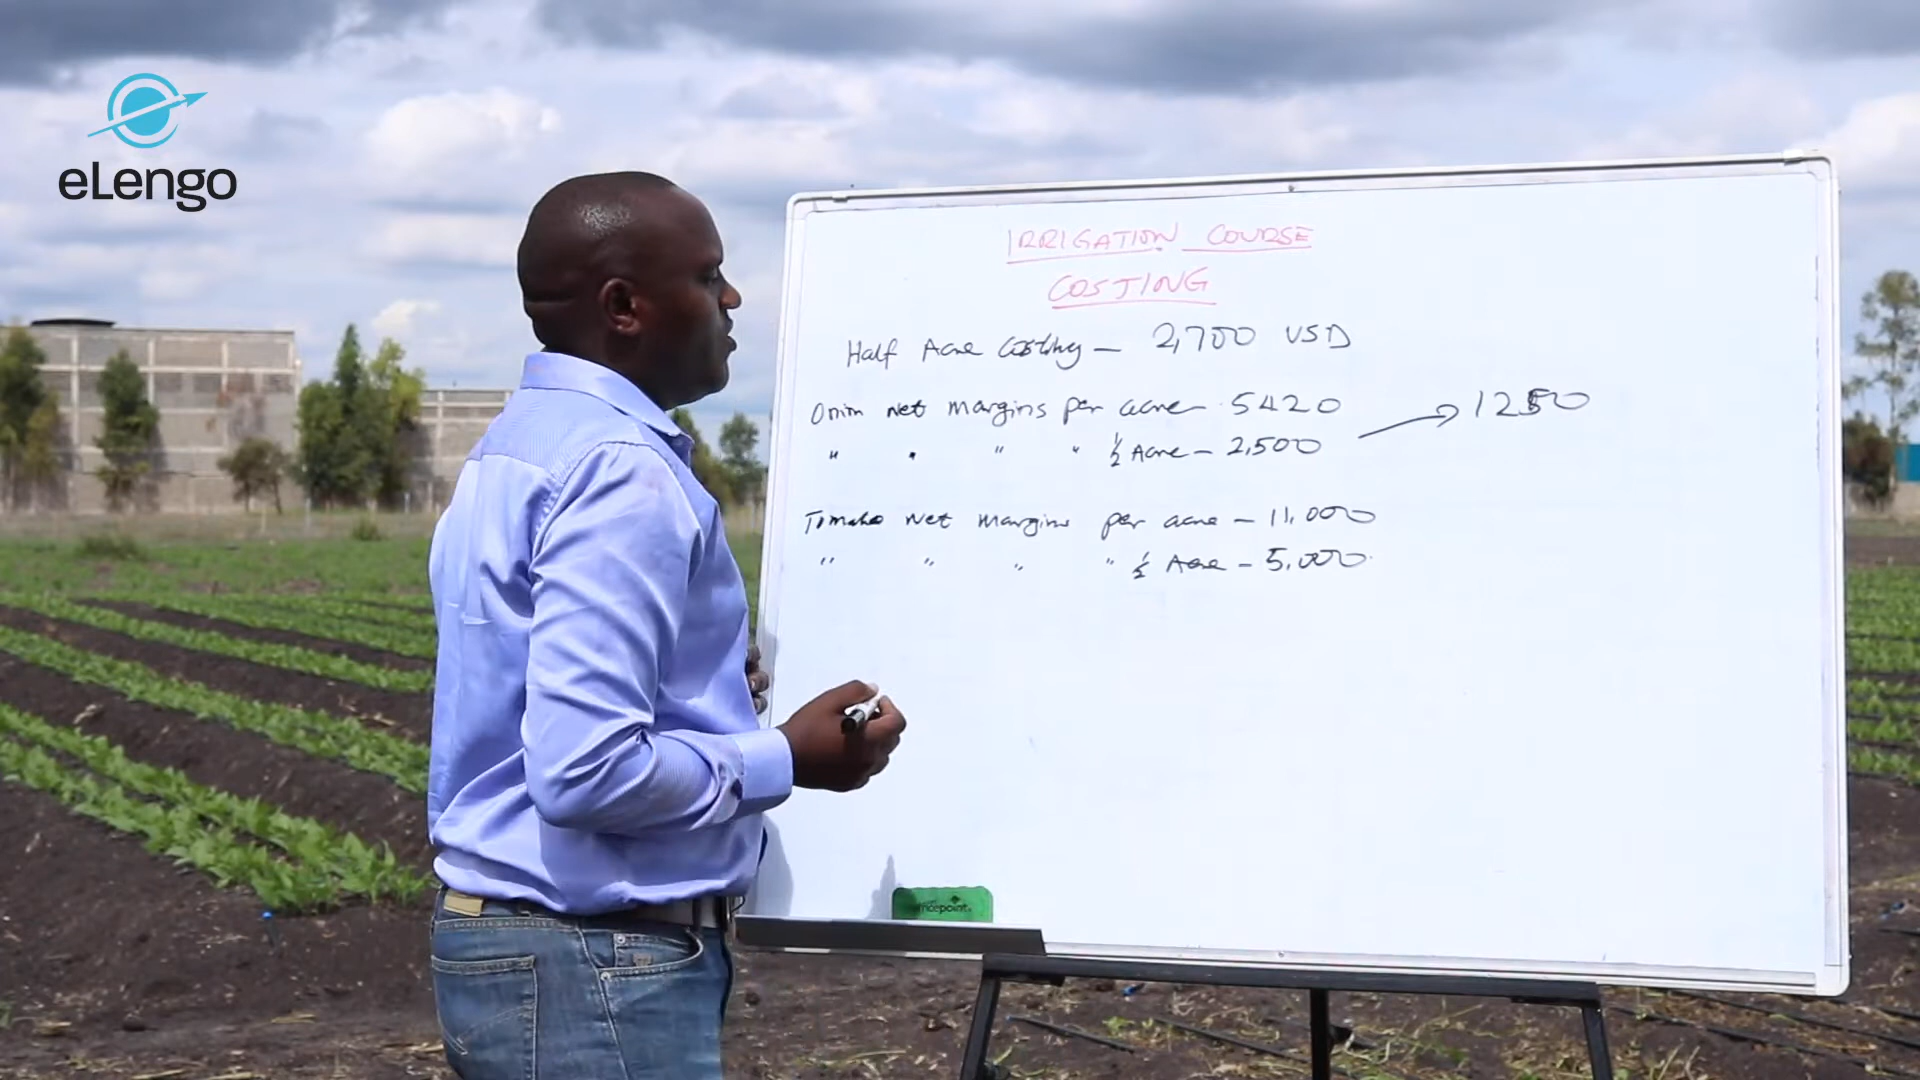 eLengo
IRRIGATION COURSE
COSTING
Half Acre Costing – 2,700 USD
Onion net margins per acre 5420
" " " " ½ Acre – 2,500 → 1250
Tomato Net margins per acre – 11,000
" " " " ½ Acre – 5,000